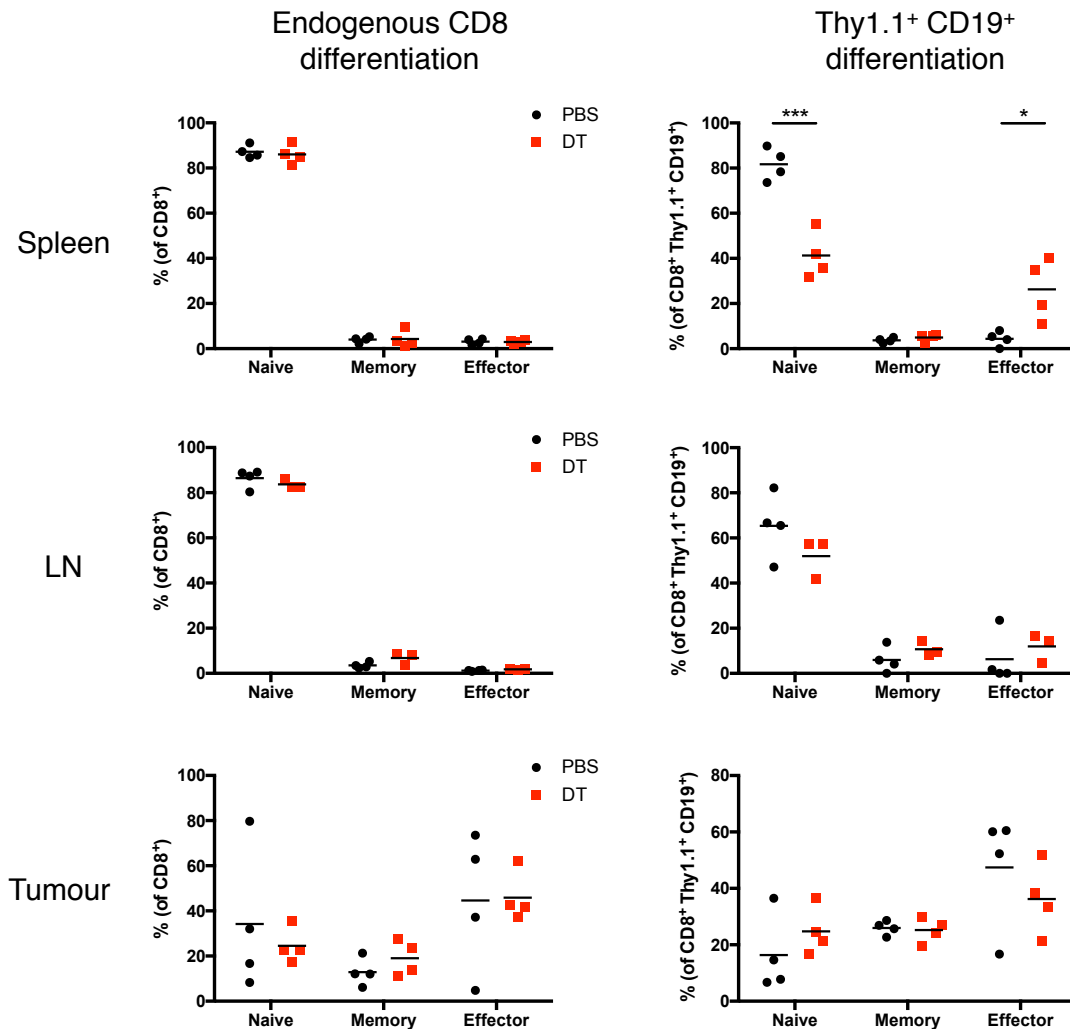 Endogenous CD8
differentiation
Thy1.1⁺ CD19⁺
differentiation
Spleen
% (of CD8⁺)
100
80
60
40
20
0
Naive Memory Effector
PBS
DT
% (of CD8⁺ Thy1.1⁺ CD19⁺)
100
80
60
40
20
0
*** *
Naive Memory Effector
LN
% (of CD8⁺)
100
80
60
40
20
0
Naive Memory Effector
PBS
DT
% (of CD8⁺ Thy1.1⁺ CD19⁺)
100
80
60
40
20
0
Naive Memory Effector
Tumour
% (of CD8⁺)
100
80
60
40
20
0
Naive Memory Effector
PBS
DT
% (of CD8⁺ Thy1.1⁺ CD19⁺)
80
60
40
20
0
Naive Memory Effector